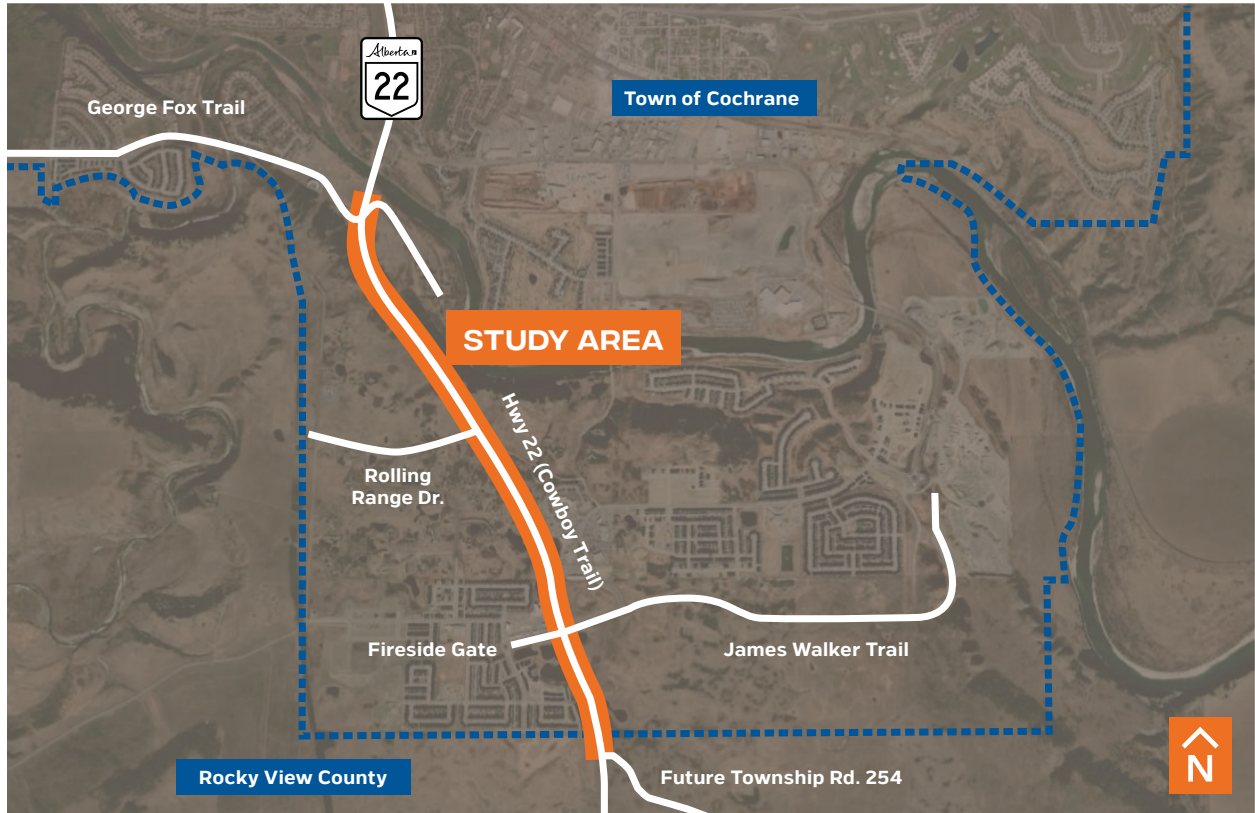 Alberta
22
George Fox Trail
Town of Cochrane
STUDY AREA
Hwy 22 (Cowboy Trail)
Rolling
Range Dr.
Fireside Gate
James Walker Trail
Rocky View County
Future Township Rd. 254
N